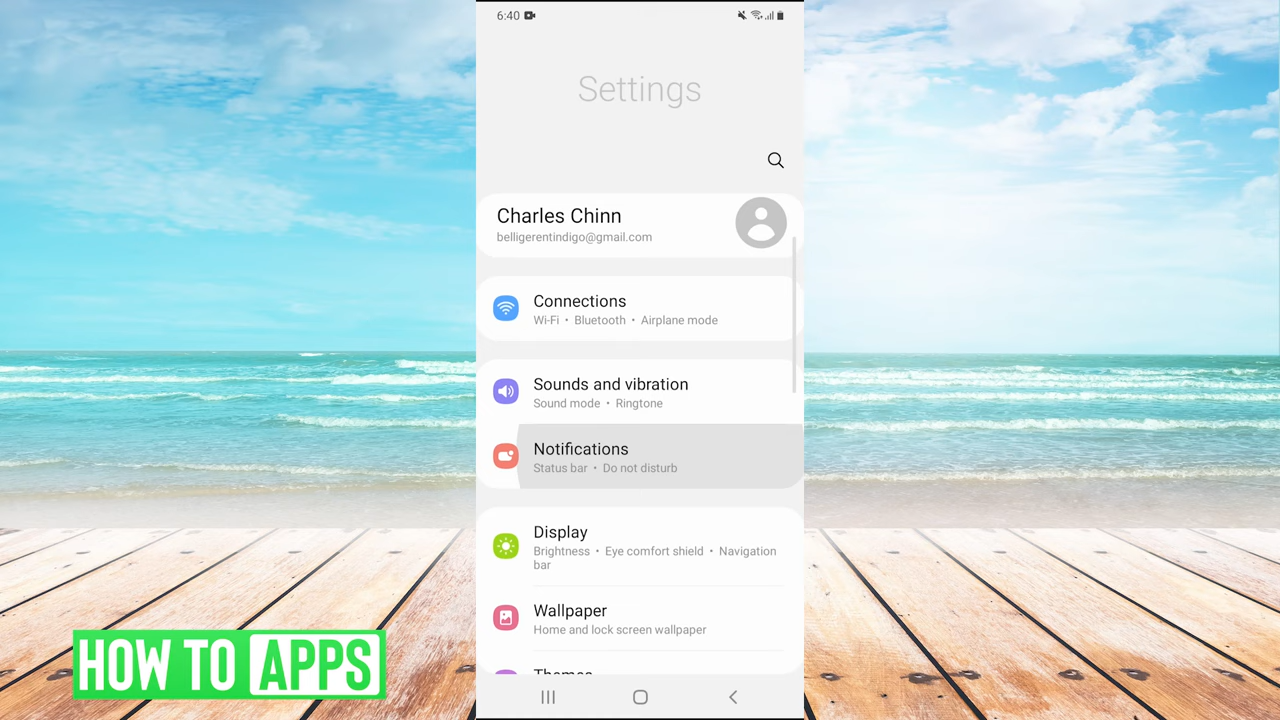 6:40
Settings
Charles Chinn
belligerentindigo@gmail.com
Connections
Wi-Fi • Bluetooth • Airplane mode
Sounds and vibration
Sound mode • Ringtone
Notifications
Status bar • Do not disturb
Display
Brightness • Eye comfort shield • Navigation
bar
Wallpaper
Home and lock screen wallpaper
Themes
HOW TO APPS